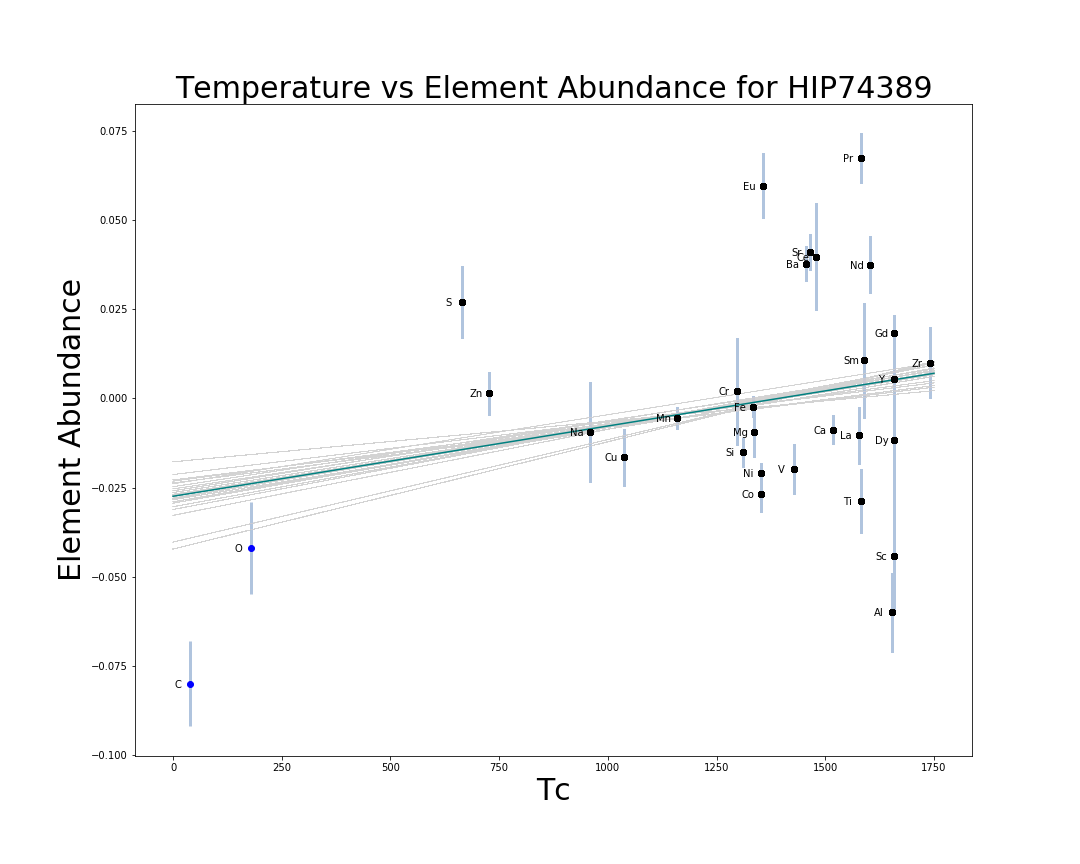 Temperature vs Element Abundance for HIP74389
0.075
0.050
0.025
0.000
−0.025
−0.050
−0.075
−0.100
Element Abundance
Pr
Eu
Sr
Ce
Ba
Nd
S
Gd
Sm
Zr
Zn
Cr
Y
Fe
Mn
Na
Mg
Ca
La
Dy
Si
Cu
Ni
V
Co
Ti
O
Sc
Al
C
0
250
500
750
1000
1250
1500
1750
Tc